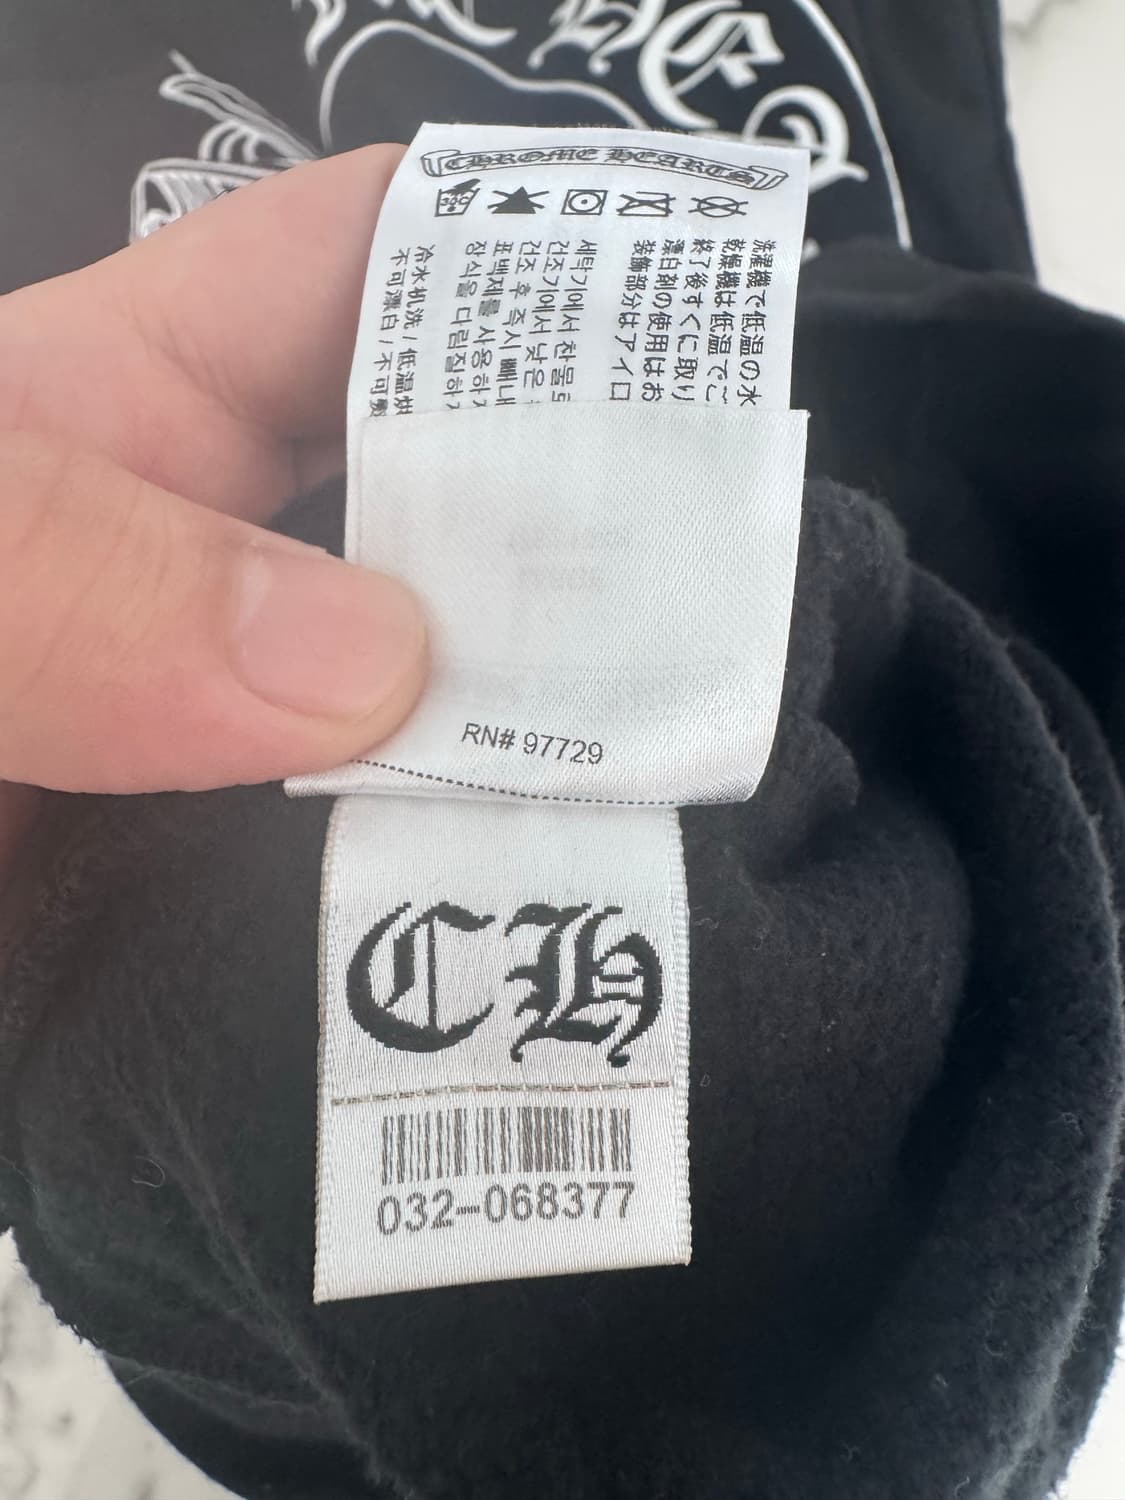 CHROME HEARTS
30C
洗濯機で低温の水
乾燥機は低温でご
終了後すぐに取り
漂白剤の使用はお
装飾部分はアイロ
세탁기에서 찬물로
건조기에서 낮은
건조 후 즉시 빼내
표백제를 사용하지
장식을 다림질하지
冷水机洗 / 低温烘
不可漂白 / 不可熨
RN# 97729
CH
032-068377